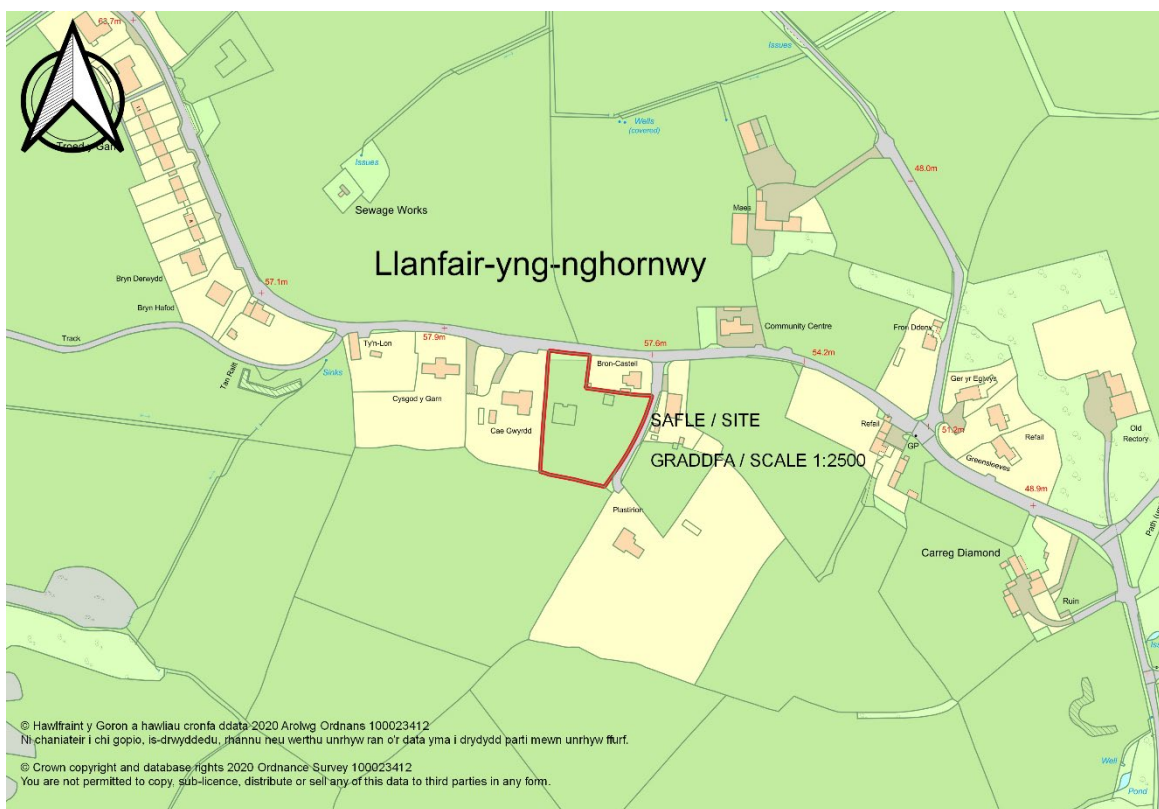 63.7m
Issues
Wells
(covered)
Troed y Garn
Issues
48.0m
Sewage Works
Maes
Llanfair-yng-nghornwy
Bryn Derwydd
57.1m
Bryn Hafod
Community Centre
Fron Dderw
Track
Ty'n-Lon
57.9m
57.6m
54.2m
Bron-Castell
Tan Rallt
Sinks
Ger yr Eglwys
Cysgod y Garn
SAFLE / SITE
Refail
51.2m
Old
Rectory
Cae Gwyrdd
GP
Refail
GRADDFA / SCALE 1:2500
Greensleeves
48.9m
Plastirion
Carreg Diamond
Ruin
© Hawlfraint y Goron a hawliau cronfa ddata 2020 Arolwg Ordnans 100023412
Ni chaniateir i chi gopio, is-drwyddedu, rhannu neu werthu unrhyw ran o'r data yma i drydydd parti mewn unrhyw ffurf.
© Crown copyright and database rights 2020 Ordnance Survey 100023412
You are not permitted to copy, sub-licence, distribute or sell any of this data to third parties in any form.
Well
Pond